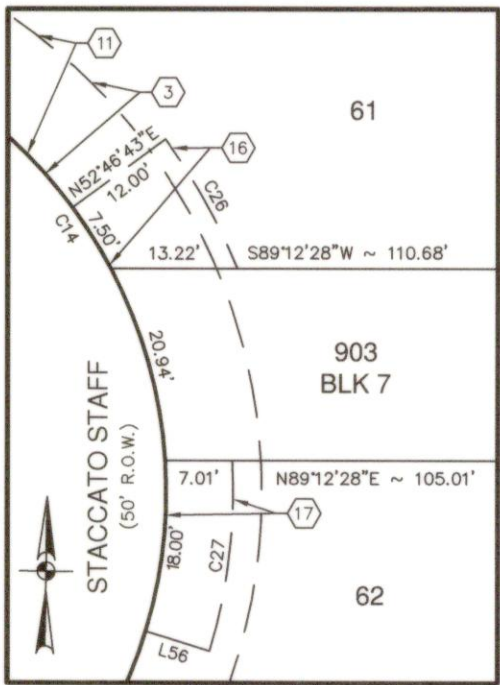 11
3
61
N52°46'43"E
12.00'
16
C26
7.50'
C14
13.22'
S89°12'28"W ~ 110.68'
20.94'
903
BLK 7
STACCATO STAFF
(50' R.O.W.)
7.01'
N89°12'28"E ~ 105.01'
17
18.00'
C27
62
L56